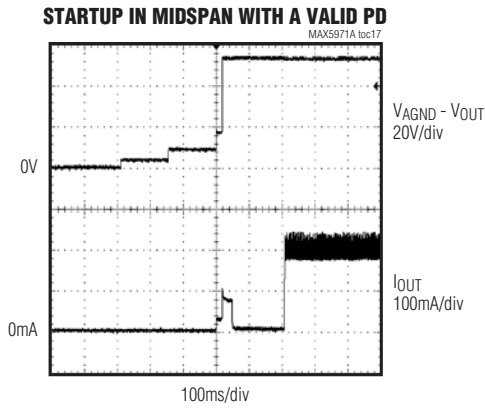 STARTUP IN MIDSPAN WITH A VALID PD
MAX5971A toc17
VAGND - VOUT
20V/div
0V
IOUT
100mA/div
0mA
100ms/div